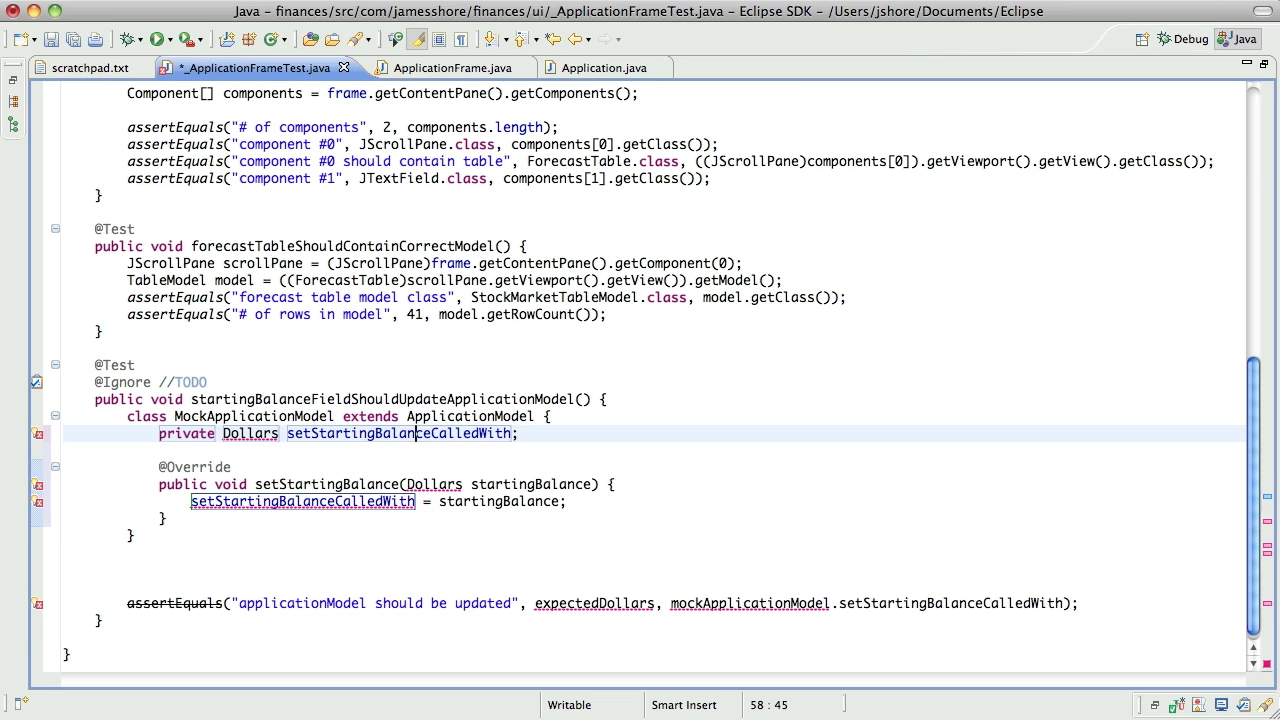 Java - finances/src/com/jamesshore/finances/ui/_ApplicationFrameTest.java - Eclipse SDK - /Users/jshore/Documents/Eclipse
Debug Java
scratchpad.txt *_ApplicationFrameTest.java ApplicationFrame.java Application.java
Component[] components = frame.getContentPane().getComponents();
assertEquals("# of components", 2, components.length);
assertEquals("component #0", JScrollPane.class, components[0].getClass());
assertEquals("component #0 should contain table", ForecastTable.class, ((JScrollPane)components[0]).getViewport().getView().getClass());
assertEquals("component #1", JTextField.class, components[1].getClass());
}
@Test
public void forecastTableShouldContainCorrectModel() {
JScrollPane scrollPane = (JScrollPane)frame.getContentPane().getComponent(0);
TableModel model = ((ForecastTable)scrollPane.getViewport().getView()).getModel();
assertEquals("forecast table model class", StockMarketTableModel.class, model.getClass());
assertEquals("# of rows in model", 41, model.getRowCount());
}
@Test
@Ignore //TODO
public void startingBalanceFieldShouldUpdateApplicationModel() {
class MockApplicationModel extends ApplicationModel {
private Dollars setStartingBalanceCalledWith;
@Override
public void setStartingBalance(Dollars startingBalance) {
setStartingBalanceCalledWith = startingBalance;
}
}
assertEquals("applicationModel should be updated", expectedDollars, mockApplicationModel.setStartingBalanceCalledWith);
}
}
Writable Smart Insert 58 : 45